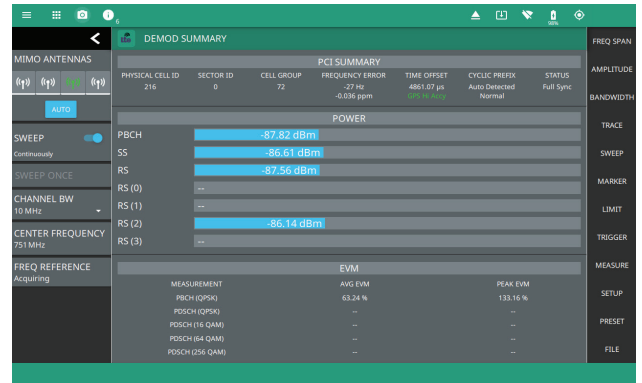 6
50%
DEMOD SUMMARY
MIMO ANTENNAS
AUTO
SWEEP
Continuously
SWEEP ONCE
CHANNEL BW
10 MHz
CENTER FREQUENCY
751 MHz
FREQ REFERENCE
Acquiring
PCI SUMMARY
PHYSICAL CELL ID SECTOR ID CELL GROUP FREQUENCY ERROR TIME OFFSET CYCLIC PREFIX STATUS
216 0 72 -27 Hz 4861.07 µs Auto Detected Full Sync
-0.036 ppm GPS Hi Accy Normal
POWER
PBCH -87.82 dBm
SS -86.61 dBm
RS -87.56 dBm
RS (0) --
RS (1) --
RS (2) -86.14 dBm
RS (3) --
EVM
MEASUREMENT AVG EVM PEAK EVM
PBCH (QPSK) 63.24 % 133.16 %
PDSCH (QPSK) -- --
PDSCH (16 QAM) -- --
PDSCH (64 QAM) -- --
PDSCH (256 QAM) -- --
FREQ SPAN
AMPLITUDE
BANDWIDTH
TRACE
SWEEP
MARKER
LIMIT
TRIGGER
MEASURE
SETUP
PRESET
FILE